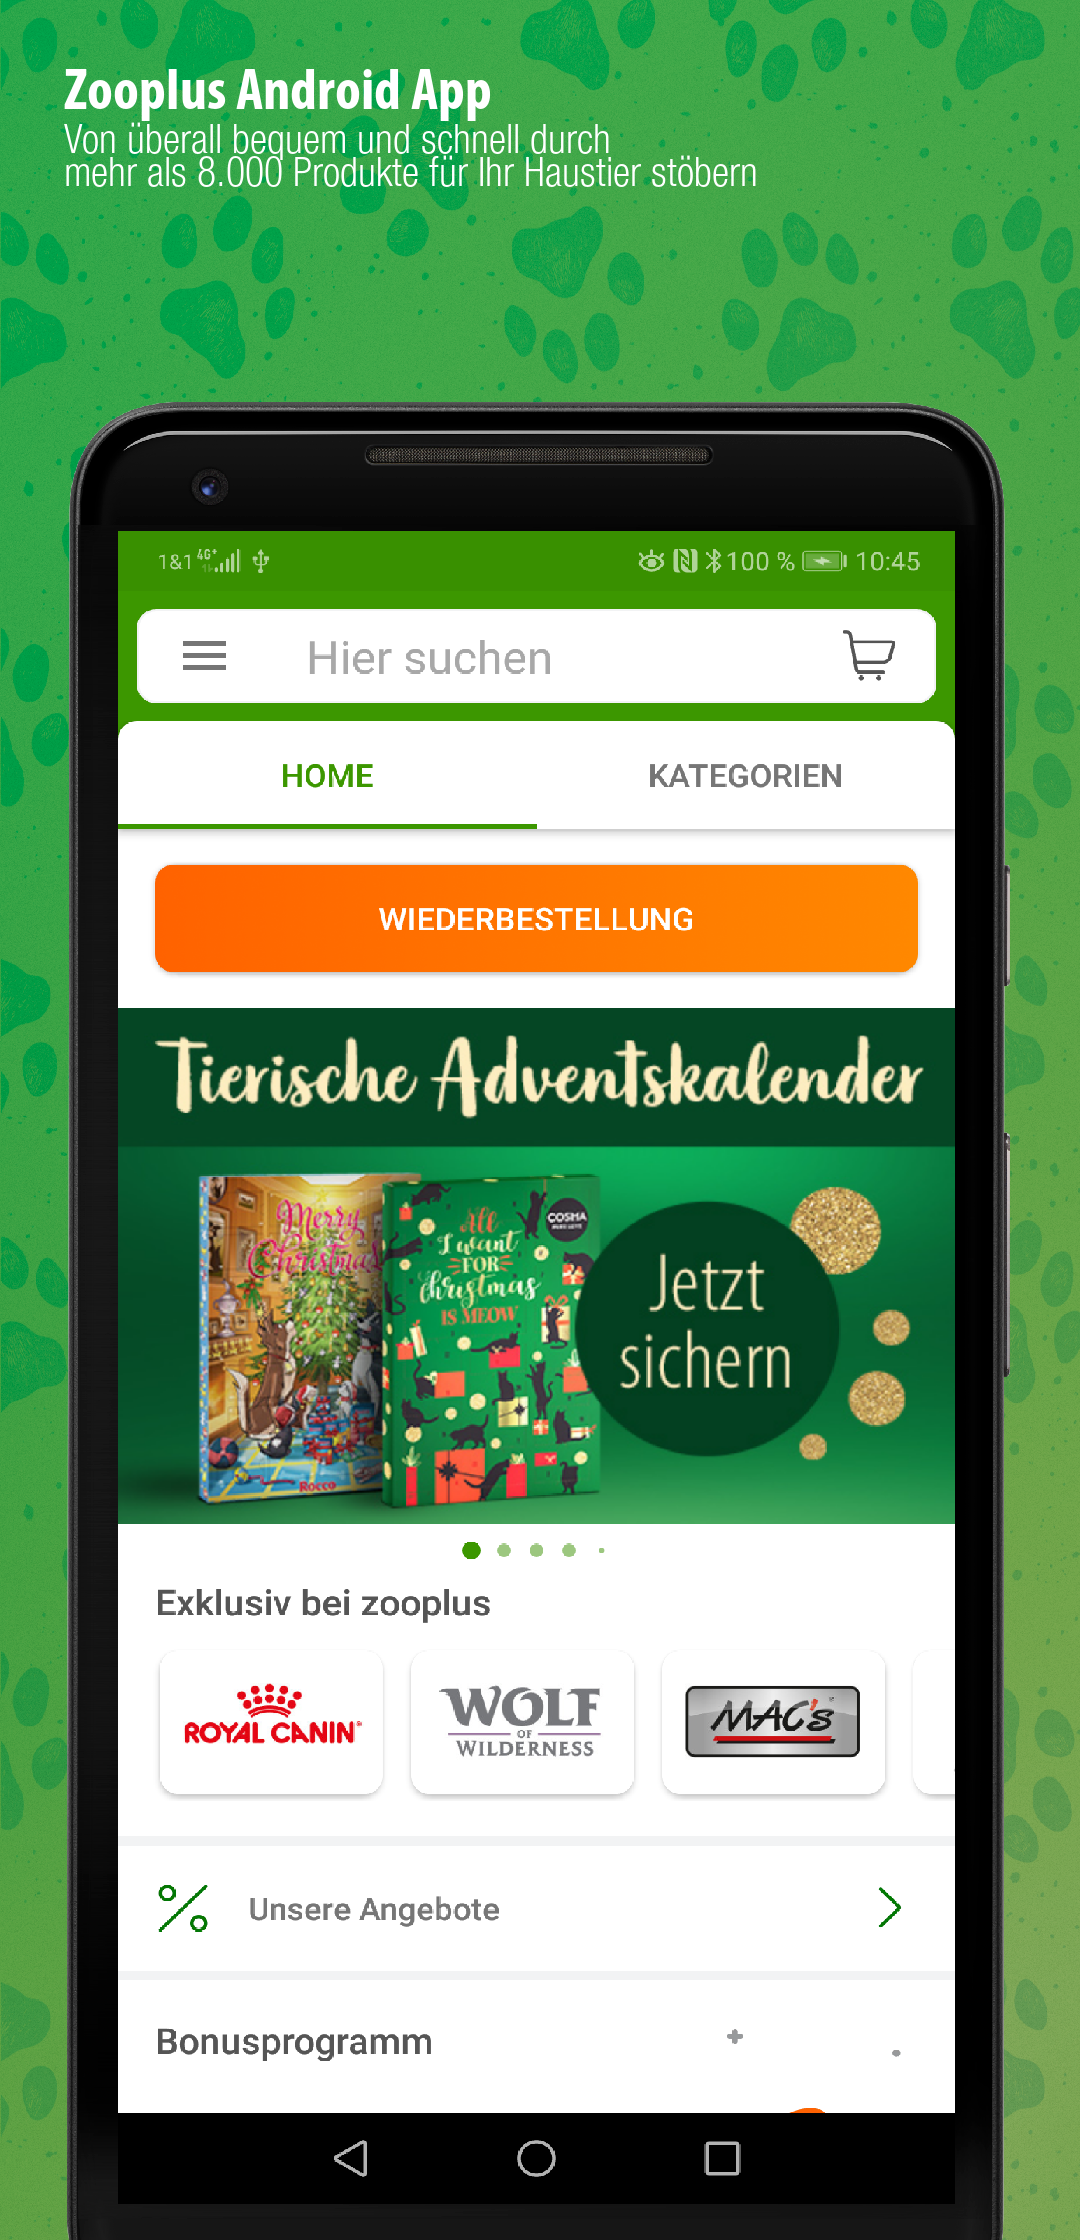 Zooplus Android App
Von überall bequem und schnell durch
mehr als 8.000 Produkte für Ihr Haustier stöbern
1&1 4G+ 100 % 10:45
Hier suchen
HOME KATEGORIEN
WIEDERBESTELLUNG
Tierische Adventskalender
Merry
Christmas
Rocco
COSMA
All
I want
FOR
Christmas
IS MEOW
Jetzt
sichern
Exklusiv bei zooplus
ROYAL CANIN®
WOLF
OF
WILDERNESS
MAC's
Unsere Angebote
Bonusprogramm